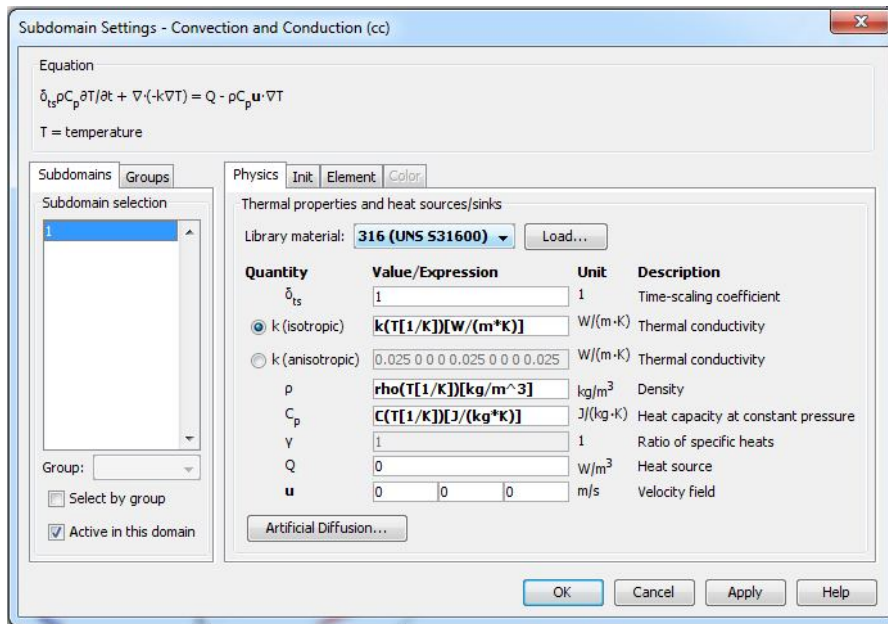 Subdomain Settings - Convection and Conduction (cc)
Equation
δtsρCp∂T/∂t + ∇·(-k∇T) = Q - ρCpu·∇T
T = temperature
Subdomains Groups
Subdomain selection
1
Group:
Select by group
Active in this domain
Physics Init Element Color
Thermal properties and heat sources/sinks
Library material: 316 (UNS S31600) Load...
Quantity Value/Expression Unit Description
δts 1 1 Time-scaling coefficient
k (isotropic) k(T[1/K])[W/(m*K)] W/(m·K) Thermal conductivity
k (anisotropic) 0.025 0 0 0 0.025 0 0 0 0.025 W/(m·K) Thermal conductivity
ρ rho(T[1/K])[kg/m^3] kg/m³ Density
Cp C(T[1/K])[J/(kg*K)] J/(kg·K) Heat capacity at constant pressure
γ 1 1 Ratio of specific heats
Q 0 W/m³ Heat source
u 0 0 0 m/s Velocity field
Artificial Diffusion...
OK Cancel Apply Help